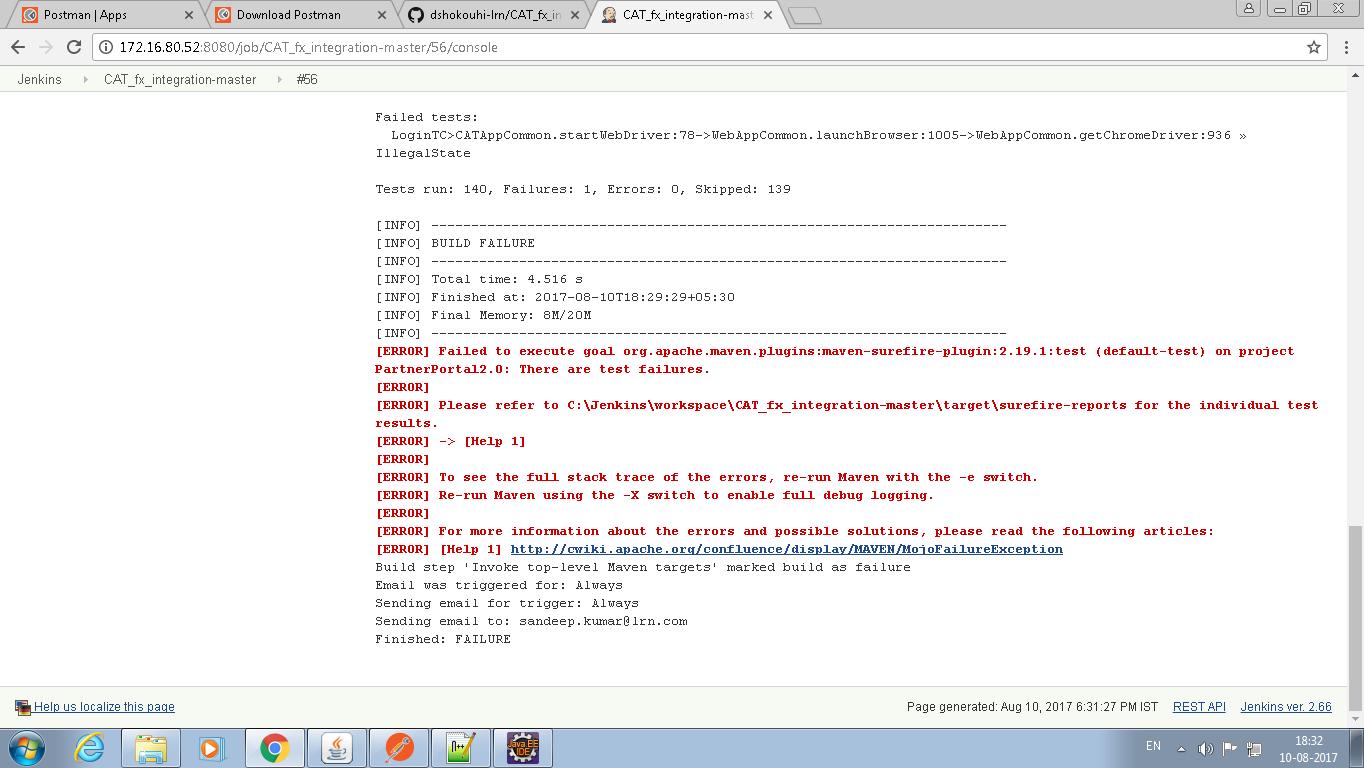 Postman | Apps
Download Postman
dshokouhi-lrn/CAT_fx_in
CAT_fx_integration-mast
172.16.80.52:8080/job/CAT_fx_integration-master/56/console
Jenkins
CAT_fx_integration-master
#56
Failed tests:
LoginTC>CATAppCommon.startWebDriver:78->WebAppCommon.launchBrowser:1005->WebAppCommon.getChromeDriver:936 »
IllegalState
Tests run: 140, Failures: 1, Errors: 0, Skipped: 139
[INFO] ------------------------------------------------------------------------
[INFO] BUILD FAILURE
[INFO] ------------------------------------------------------------------------
[INFO] Total time: 4.516 s
[INFO] Finished at: 2017-08-10T18:29:29+05:30
[INFO] Final Memory: 8M/20M
[INFO] ------------------------------------------------------------------------
[ERROR] Failed to execute goal org.apache.maven.plugins:maven-surefire-plugin:2.19.1:test (default-test) on project
PartnerPortal2.0: There are test failures.
[ERROR]
[ERROR] Please refer to C:\Jenkins\workspace\CAT_fx_integration-master\target\surefire-reports for the individual test
results.
[ERROR] -> [Help 1]
[ERROR]
[ERROR] To see the full stack trace of the errors, re-run Maven with the -e switch.
[ERROR] Re-run Maven using the -X switch to enable full debug logging.
[ERROR]
[ERROR] For more information about the errors and possible solutions, please read the following articles:
[ERROR] [Help 1] http://cwiki.apache.org/confluence/display/MAVEN/MojoFailureException
Build step 'Invoke top-level Maven targets' marked build as failure
Email was triggered for: Always
Sending email for trigger: Always
Sending email to: sandeep.kumar@lrn.com
Finished: FAILURE
Help us localize this page
Page generated: Aug 10, 2017 6:31:27 PM IST
REST API
Jenkins ver. 2.66
Java EE
IDE
EN
18:32
10-08-2017